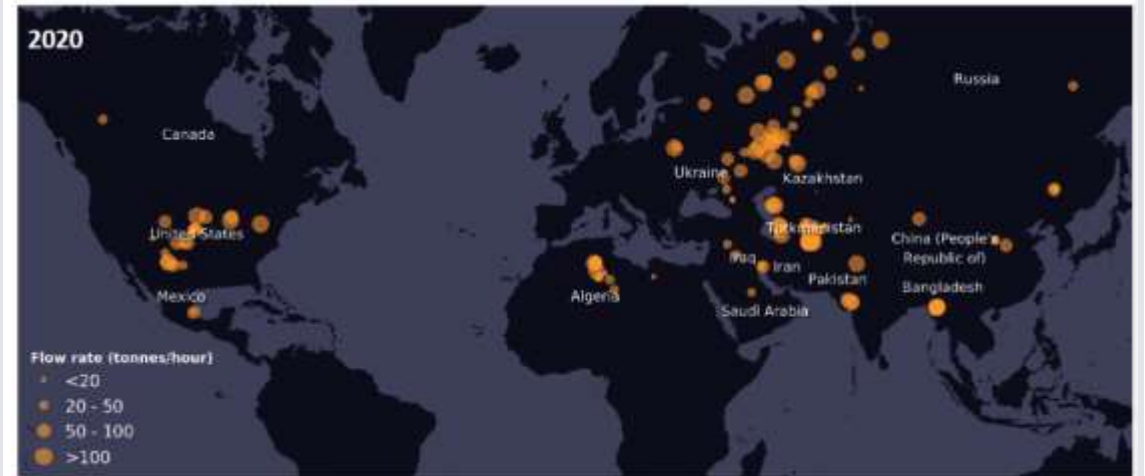 2020
Russia
Canada
Ukraine
Kazakhstan
United States
Turkmenistan
China (People's
Republic of)
Iraq
Iran
Pakistan
Mexico
Algeria
Bangladesh
Saudi Arabia
Flow rate (tonnes/hour)
<20
20 - 50
50 - 100
>100